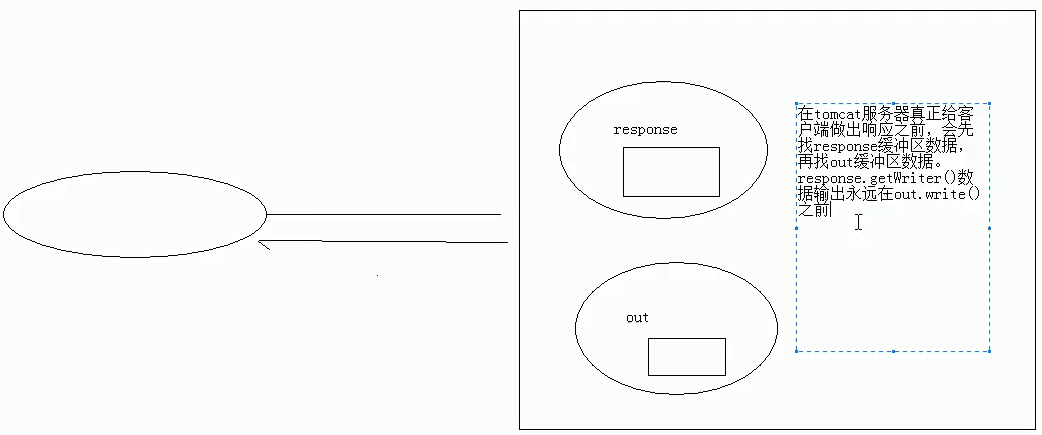 response
out
在tomcat服务器真正给客
户端做出响应之前，会先
找response缓冲区数据，
再找out缓冲区数据。
response.getWriter()数
据输出永远在out.write()
之前